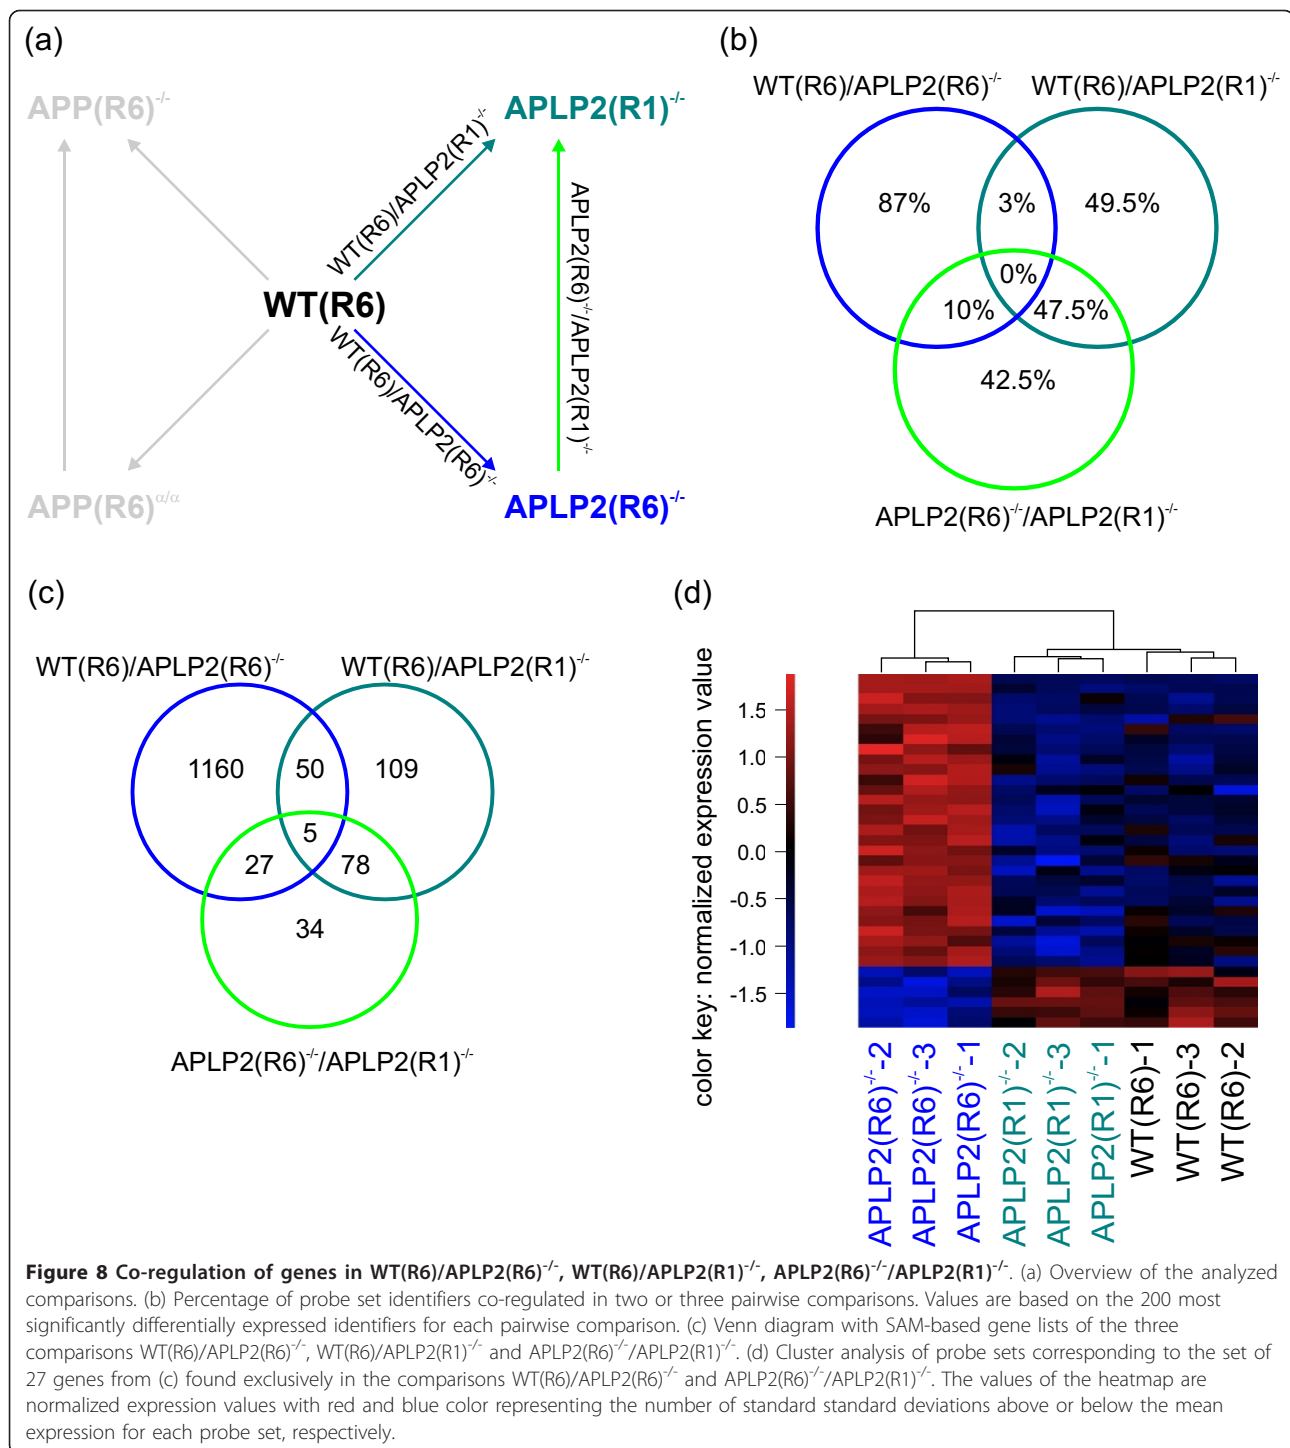 (a)
APP(R6)-/-
APLP2(R1)-/-
WT(R6)/APLP2(R1)-/-
APLP2(R6)-/-/APLP2(R1)-/-
WT(R6)
WT(R6)/APLP2(R6)-/-
APP(R6)α/α
APLP2(R6)-/-
(b)
WT(R6)/APLP2(R6)-/-
WT(R6)/APLP2(R1)-/-
87%
3%
49.5%
0%
10%
47.5%
42.5%
APLP2(R6)-/-/APLP2(R1)-/-
(c)
WT(R6)/APLP2(R6)-/-
WT(R6)/APLP2(R1)-/-
1160
50
109
5
27
78
34
APLP2(R6)-/-/APLP2(R1)-/-
(d)
color key: normalized expression value
1.5
1.0
0.5
0.0
-0.5
-1.0
-1.5
APLP2(R6)-/--2
APLP2(R6)-/--3
APLP2(R6)-/--1
APLP2(R1)-/--2
APLP2(R1)-/--3
APLP2(R1)-/--1
WT(R6)-1
WT(R6)-3
WT(R6)-2
Figure 8 Co-regulation of genes in WT(R6)/APLP2(R6)-/-, WT(R6)/APLP2(R1)-/-, APLP2(R6)-/-/APLP2(R1)-/-. (a) Overview of the analyzed
comparisons. (b) Percentage of probe set identifiers co-regulated in two or three pairwise comparisons. Values are based on the 200 most
significantly differentially expressed identifiers for each pairwise comparison. (c) Venn diagram with SAM-based gene lists of the three
comparisons WT(R6)/APLP2(R6)-/-, WT(R6)/APLP2(R1)-/- and APLP2(R6)-/-/APLP2(R1)-/-. (d) Cluster analysis of probe sets corresponding to the set of
27 genes from (c) found exclusively in the comparisons WT(R6)/APLP2(R6)-/- and APLP2(R6)-/-/APLP2(R1)-/-. The values of the heatmap are
normalized expression values with red and blue color representing the number of standard standard deviations above or below the mean
expression for each probe set, respectively.